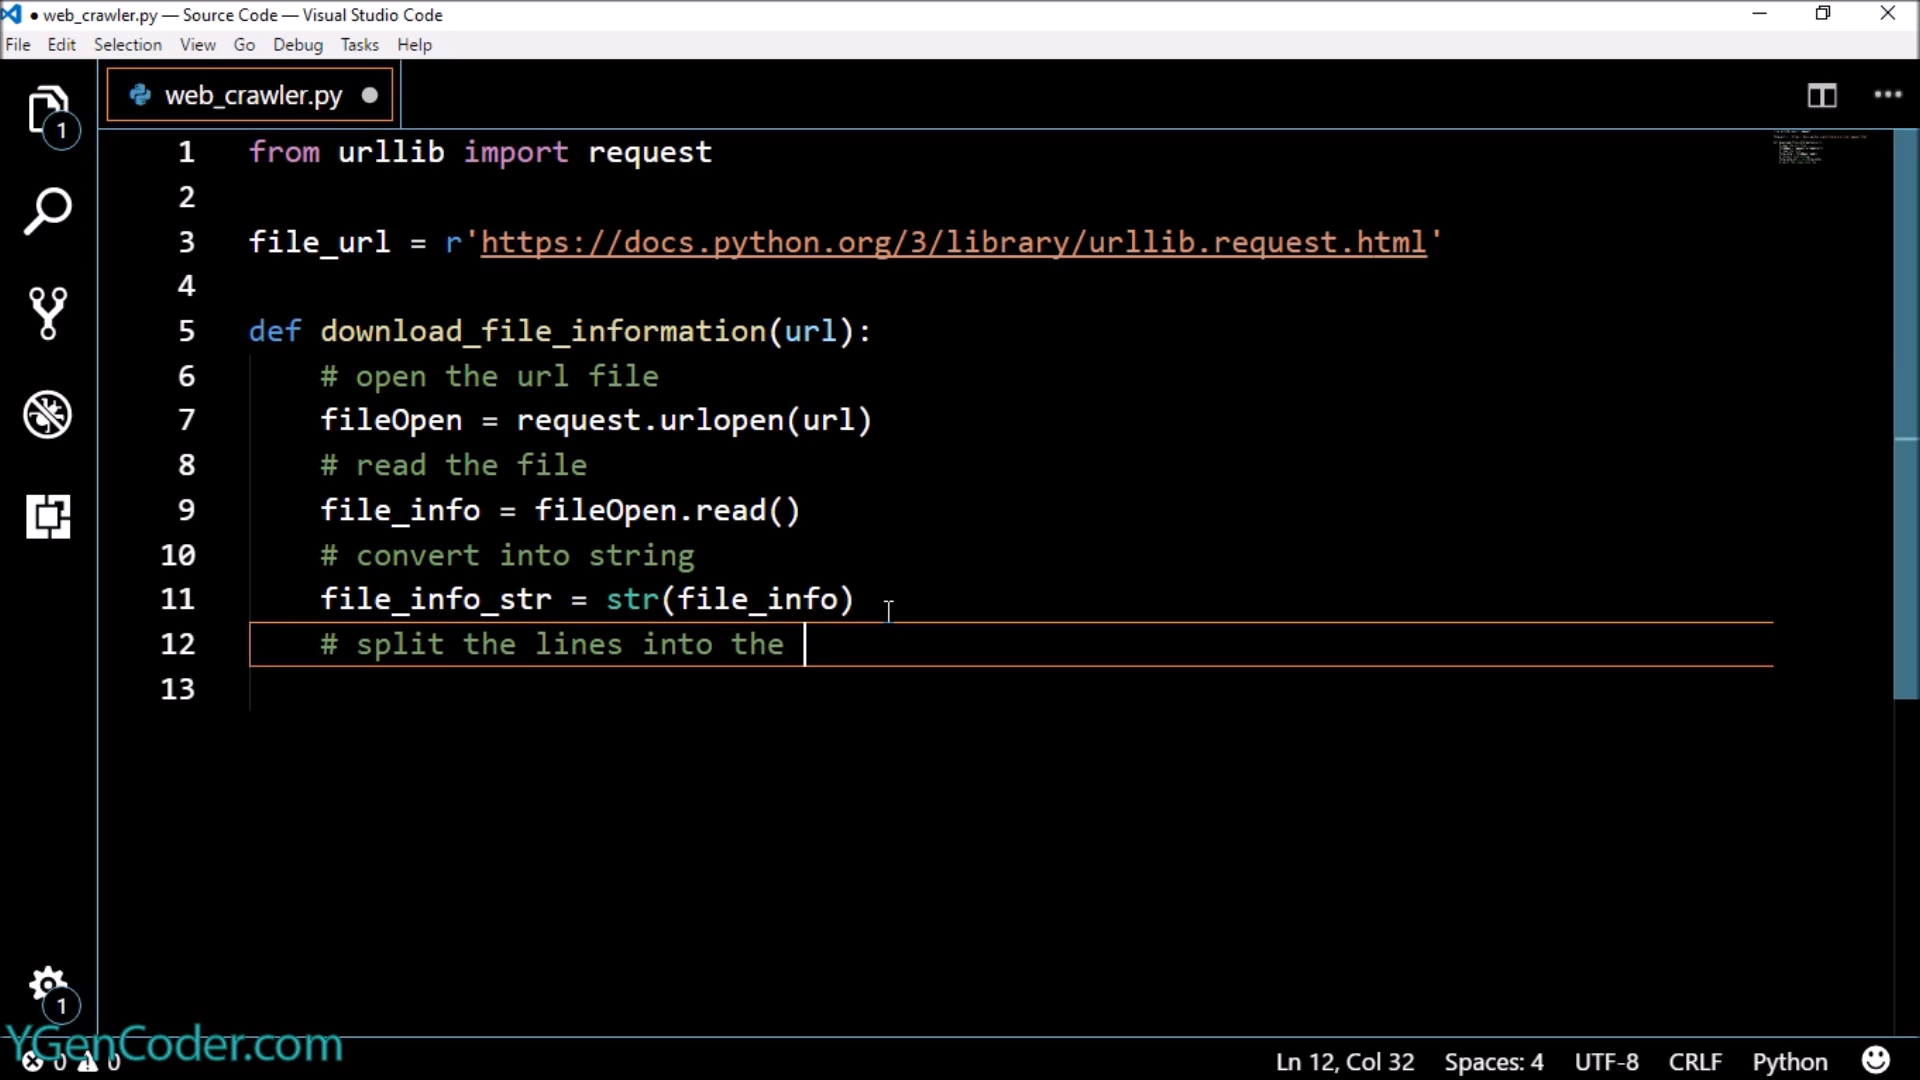 ● web_crawler.py — Source Code — Visual Studio Code
File Edit Selection View Go Debug Tasks Help
web_crawler.py ●
1
1 from urllib import request
2
3 file_url = r'https://docs.python.org/3/library/urllib.request.html'
4
5 def download_file_information(url):
6 # open the url file
7 fileOpen = request.urlopen(url)
8 # read the file
9 file_info = fileOpen.read()
10 # convert into string
11 file_info_str = str(file_info)
12 # split the lines into the
13
1
YGenCoder.com
0 0 Ln 12, Col 32 Spaces: 4 UTF-8 CRLF Python